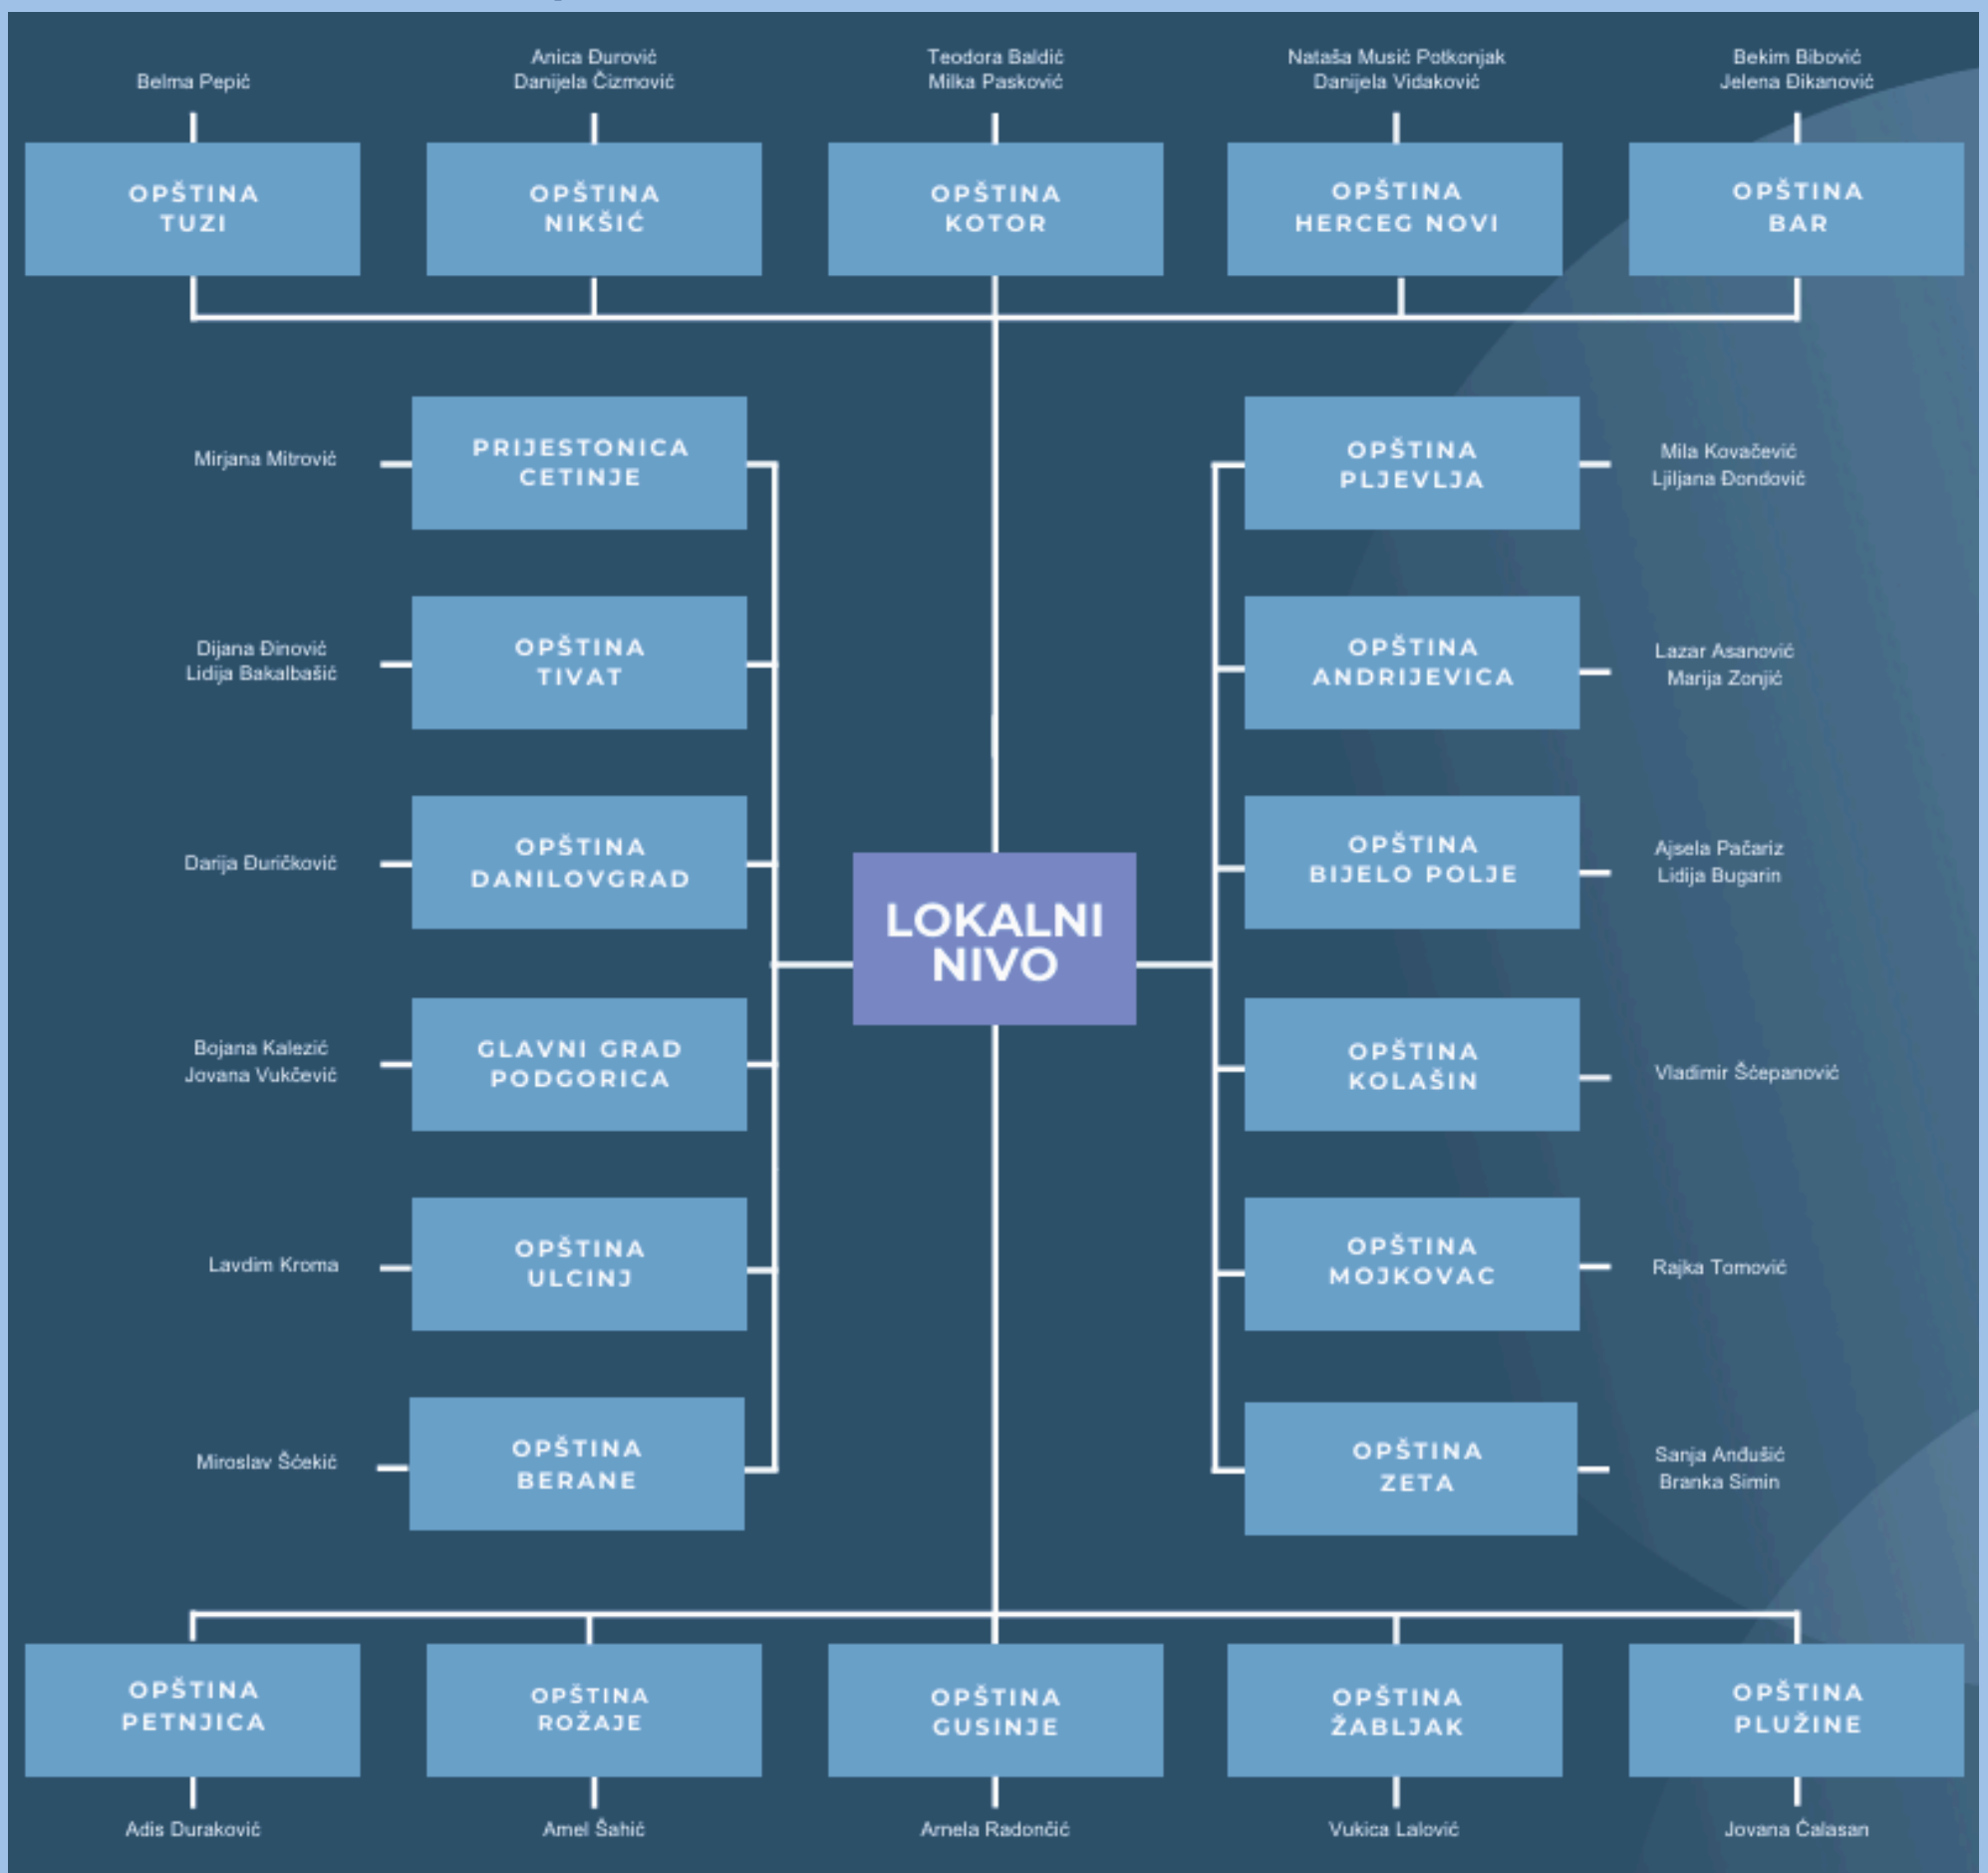 Belma Pepić
Anica Đurović
Danijela Čizmović
Teodora Baldić
Milka Pasković
Nataša Musić Potkonjak
Danijela Vidaković
Bekim Bibović
Jelena Đikanović
OPŠTINA
TUZI
OPŠTINA
NIKŠIĆ
OPŠTINA
KOTOR
OPŠTINA
HERCEG NOVI
OPŠTINA
BAR
Mirjana Mitrović
PRIJESTONICA
CETINJE
OPŠTINA
PLJEVLJA
Mila Kovačević
Ljiljana Đondović
Dijana Đinović
Lidija Bakalbašić
OPŠTINA
TIVAT
OPŠTINA
ANDRIJEVICA
Lazar Asanović
Marija Zonjić
Darija Đuričković
OPŠTINA
DANILOVGRAD
OPŠTINA
BIJELO POLJE
Ajsela Pačariz
Lidija Bugarin
LOKALNI
NIVO
Bojana Kalezić
Jovana Vukčević
GLAVNI GRAD
PODGORICA
OPŠTINA
KOLAŠIN
Vladimir Šćepanović
Lavdim Kroma
OPŠTINA
ULCINJ
OPŠTINA
MOJKOVAC
Rajka Tomović
Miroslav Šćekić
OPŠTINA
BERANE
OPŠTINA
ZETA
Sanja Anđušić
Branka Simin
OPŠTINA
PETNJICA
OPŠTINA
ROŽAJE
OPŠTINA
GUSINJE
OPŠTINA
ŽABLJAK
OPŠTINA
PLUŽINE
Adis Duraković
Amel Šahić
Arnela Radončić
Vukica Lalović
Jovana Ćalasan